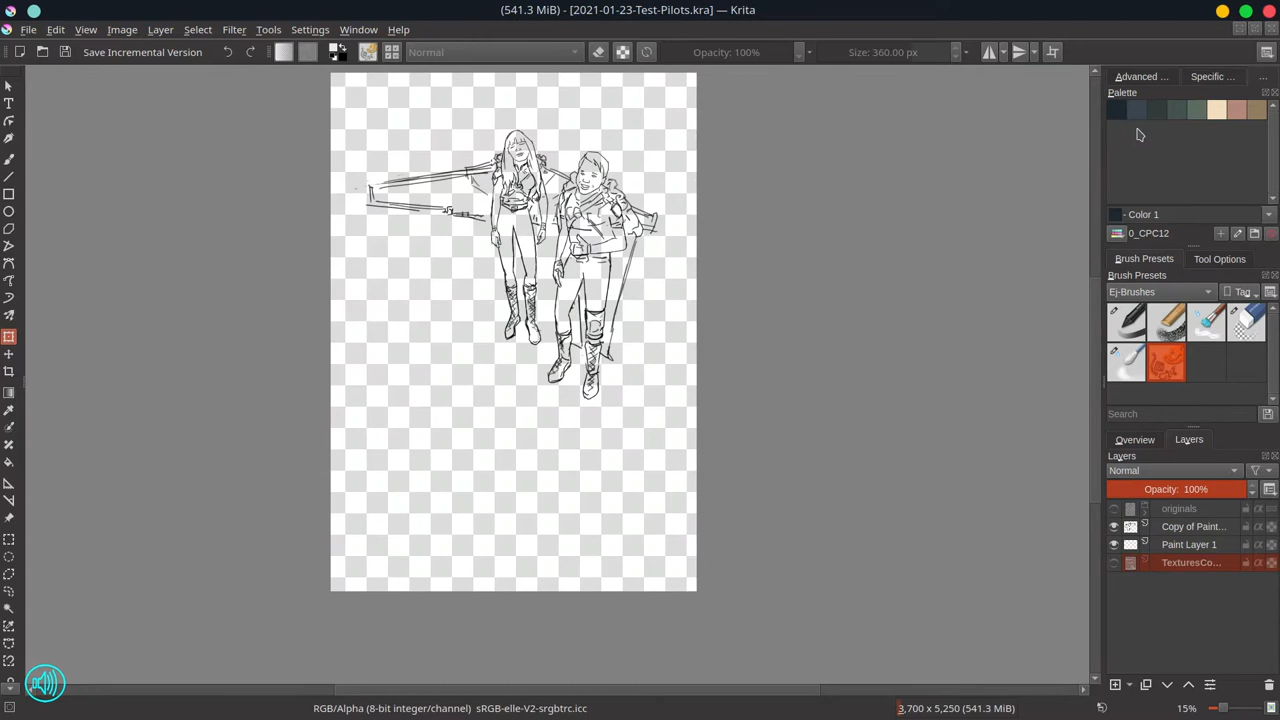 (541.3 MiB) - [2021-01-23-Test-Pilots.kra] — Krita
File Edit View Image Layer Select Filter Tools Settings Window Help
Save Incremental Version Normal Opacity: 100% Size: 360.00 px
Advanced ... Specific ... ...
Palette
- Color 1
0_CPC12
Brush Presets Tool Options
Brush Presets
Ej-Brushes Tag
Search
Overview Layers
Layers
Normal
Opacity: 100%
originals
Copy of Paint...
Paint Layer 1
TexturesCo...
RGB/Alpha (8-bit integer/channel) sRGB-elle-V2-srgbtrc.icc 3,700 x 5,250 (541.3 MiB) 15%